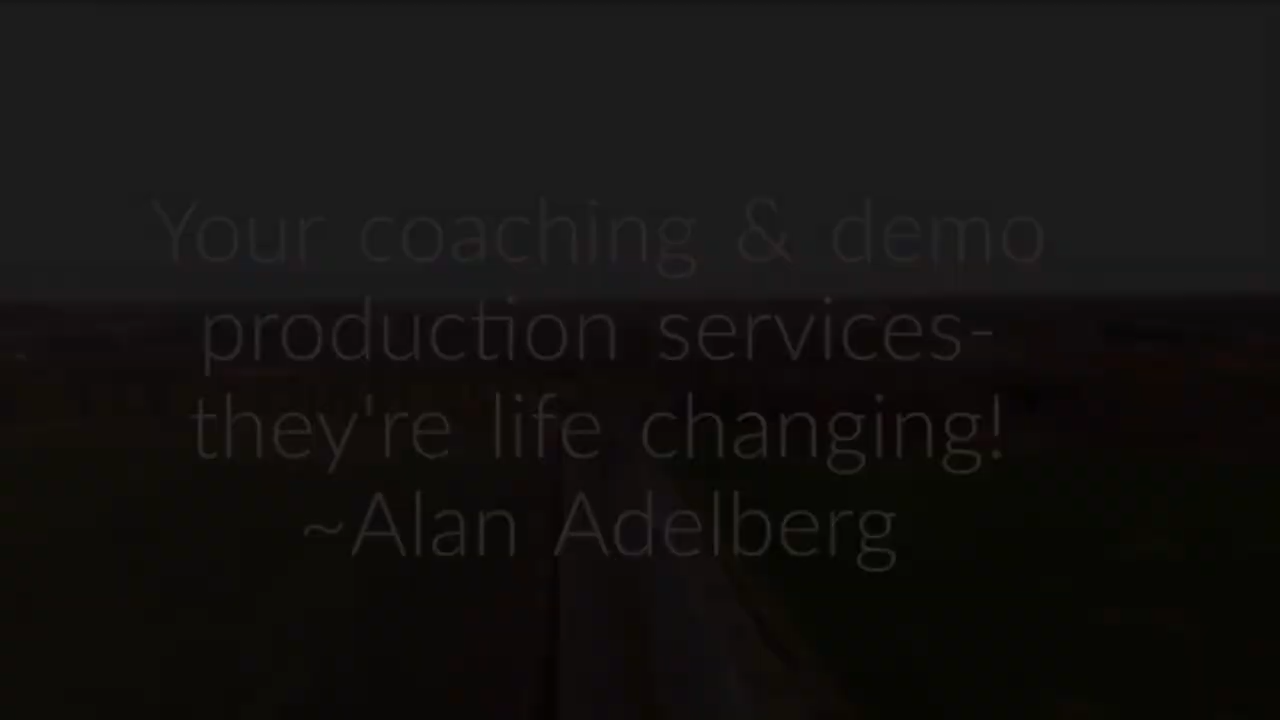 Your coaching & demo
production services-
they're life changing!
~Alan Adelberg